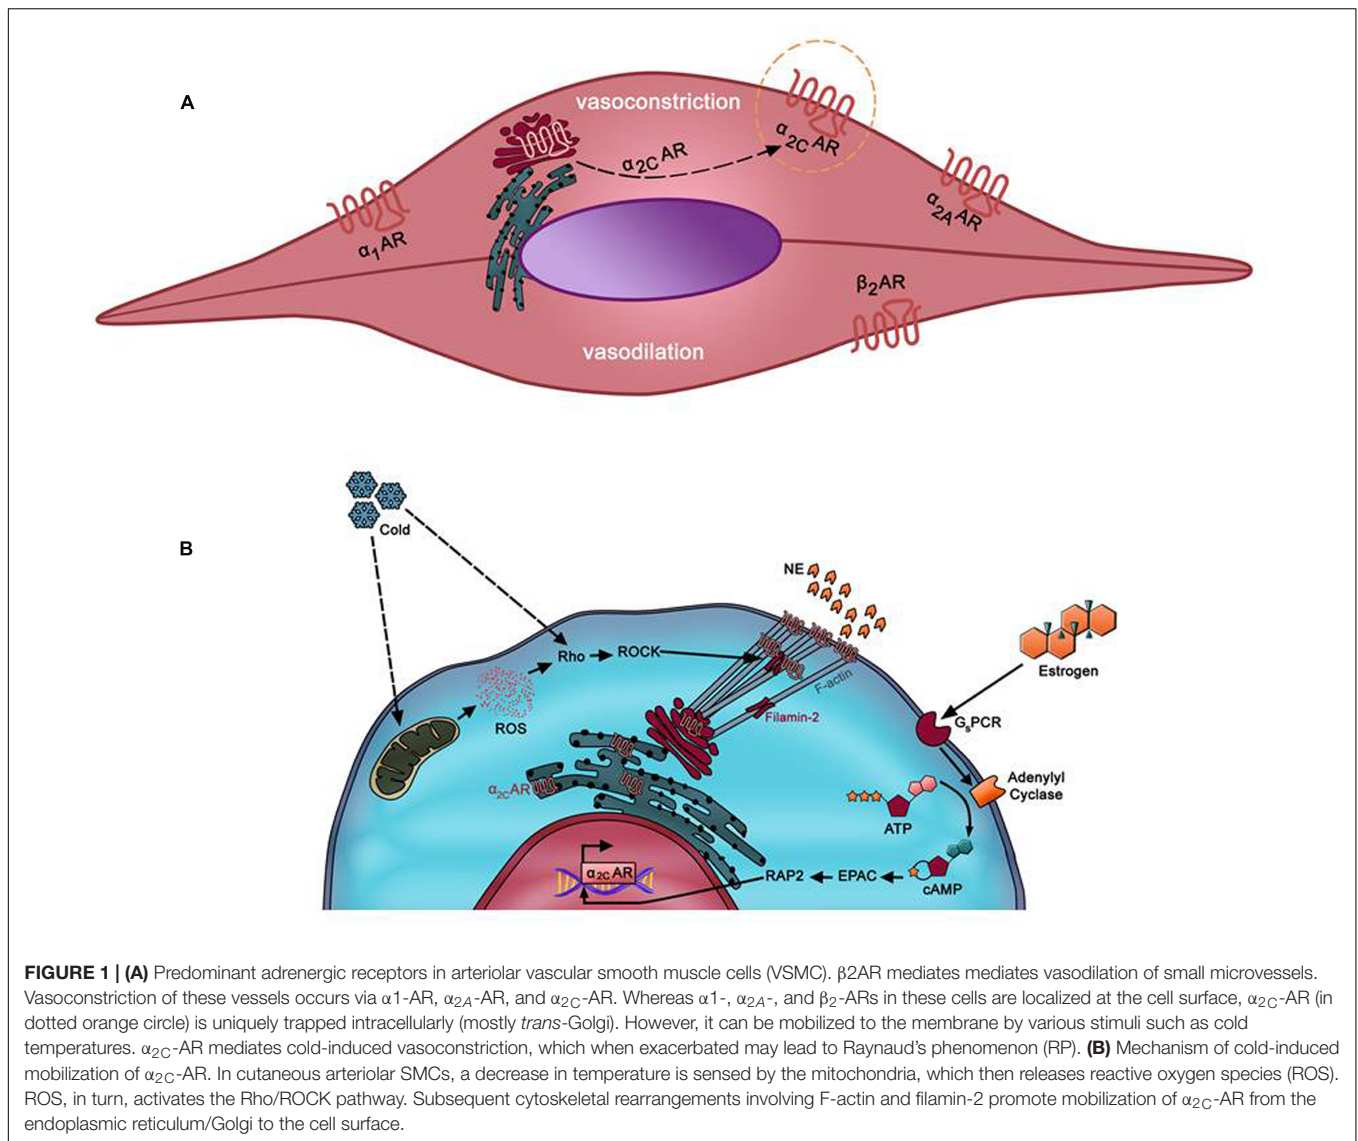 A
vasoconstriction
α2C AR
α2C AR
α2A AR
α1 AR
β2AR
vasodilation
B
Cold
NE
Rho
ROCK
F-actin
Filamin-2
ROS
Estrogen
GsPCR
Adenylyl
Cyclase
α2CAR
ATP
cAMP
EPAC
RAP2
α2C AR
FIGURE 1 | (A) Predominant adrenergic receptors in arteriolar vascular smooth muscle cells (VSMC). β2AR mediates mediates vasodilation of small microvessels.
Vasoconstriction of these vessels occurs via α1-AR, α2A-AR, and α2C-AR. Whereas α1-, α2A-, and β2-ARs in these cells are localized at the cell surface, α2C-AR (in
dotted orange circle) is uniquely trapped intracellularly (mostly trans-Golgi). However, it can be mobilized to the membrane by various stimuli such as cold
temperatures. α2C-AR mediates cold-induced vasoconstriction, which when exacerbated may lead to Raynaud's phenomenon (RP). (B) Mechanism of cold-induced
mobilization of α2C-AR. In cutaneous arteriolar SMCs, a decrease in temperature is sensed by the mitochondria, which then releases reactive oxygen species (ROS).
ROS, in turn, activates the Rho/ROCK pathway. Subsequent cytoskeletal rearrangements involving F-actin and filamin-2 promote mobilization of α2C-AR from the
endoplasmic reticulum/Golgi to the cell surface.